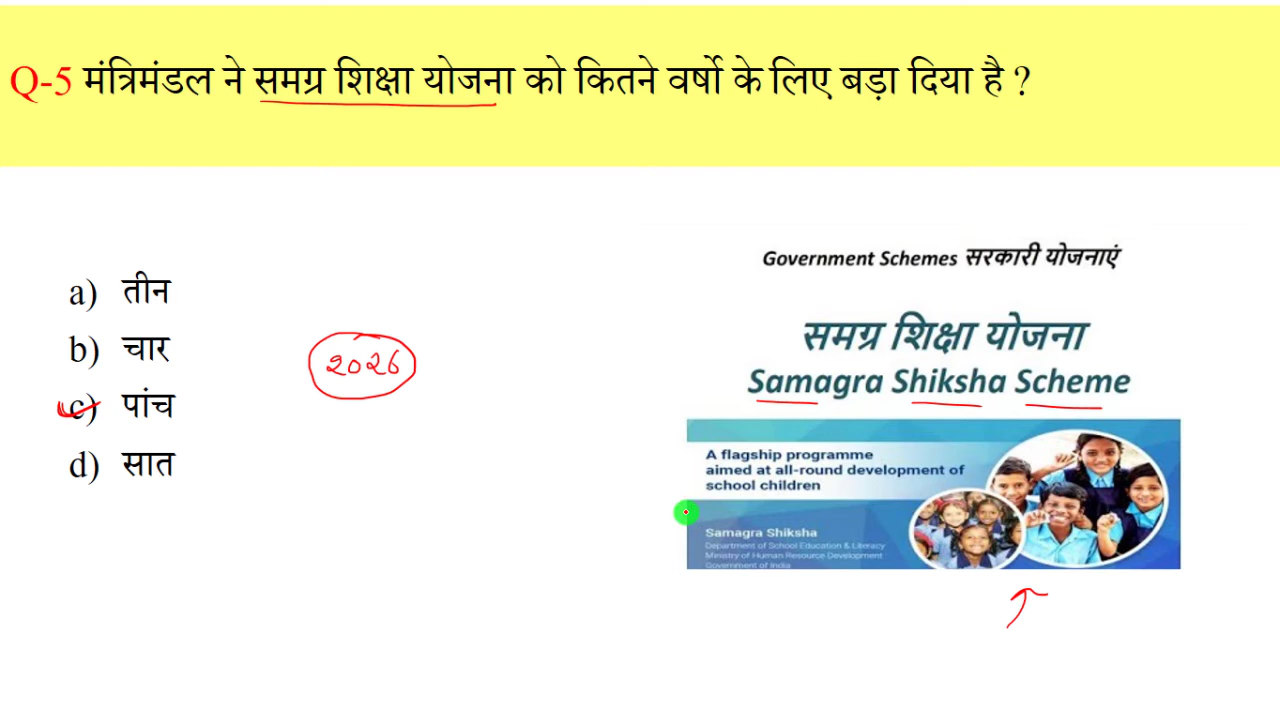 Q-5 मंत्रिमंडल ने समग्र शिक्षा योजना को कितने वर्षो के लिए बड़ा दिया है ?
a) तीन
b) चार
२०२६
c) पांच
d) सात
Government Schemes सरकारी योजनाएं
समग्र शिक्षा योजना
Samagra Shiksha Scheme
A flagship programme
aimed at all-round development of
school children
Samagra Shiksha
Department of School Education & Literacy
Ministry of Human Resource Development
Government of India